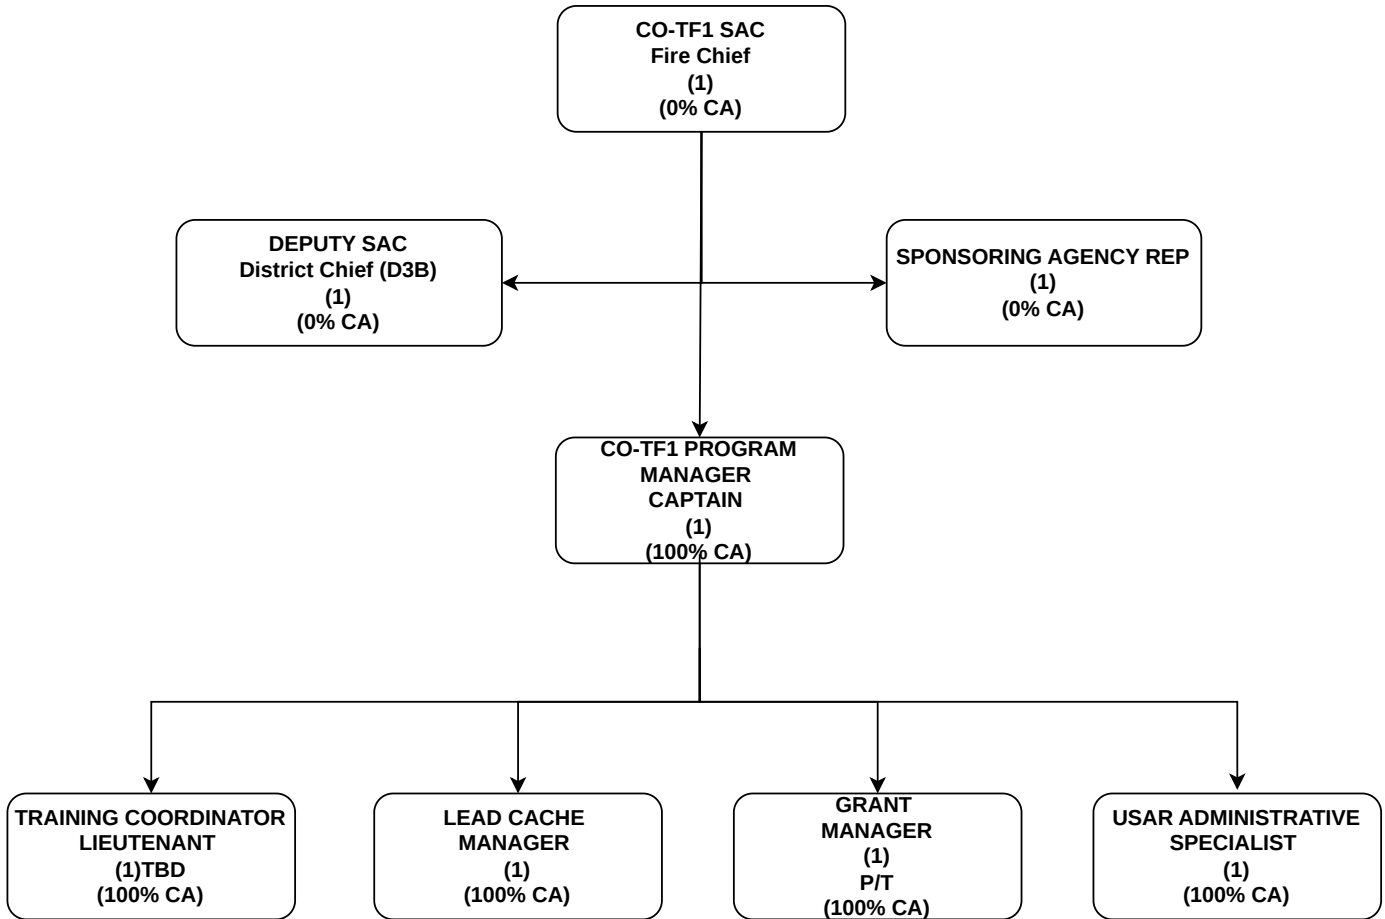 CO-TF1 SAC
Fire Chief
(1)
(0% CA)
DEPUTY SAC
District Chief (D3B)
(1)
(0% CA)
SPONSORING AGENCY REP
(1)
(0% CA)
CO-TF1 PROGRAM
MANAGER
CAPTAIN
(1)
(100% CA)
TRAINING COORDINATOR
LIEUTENANT
(1)TBD
(100% CA)
LEAD CACHE
MANAGER
(1)
(100% CA)
GRANT
MANAGER
(1)
P/T
(100% CA)
USAR ADMINISTRATIVE
SPECIALIST
(1)
(100% CA)